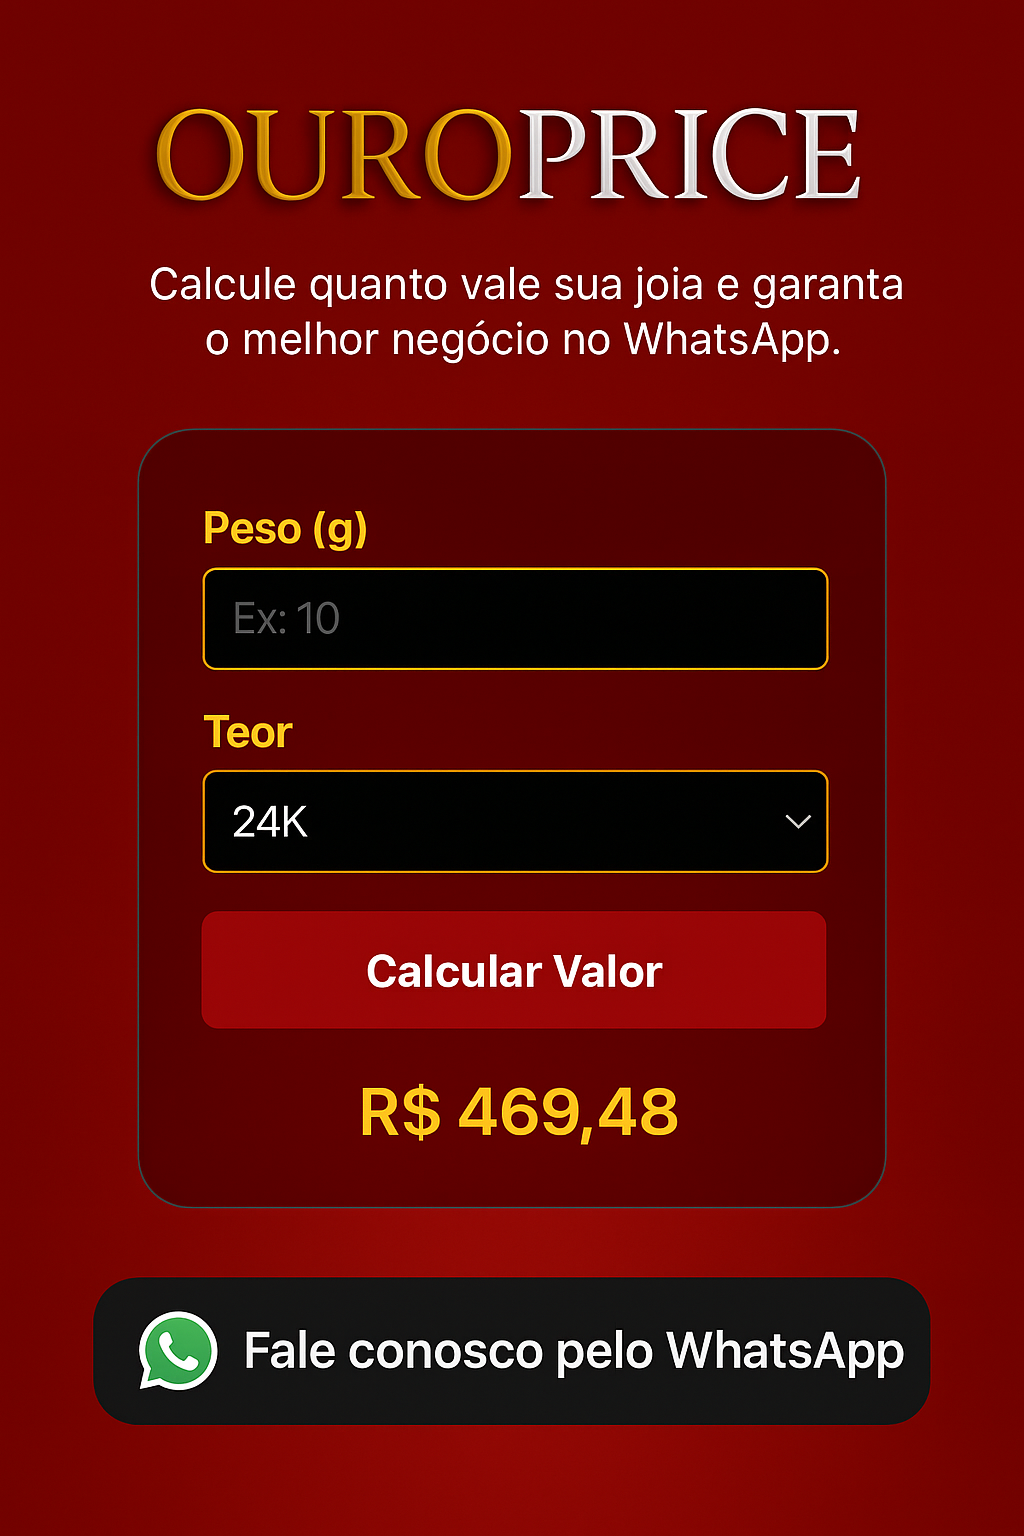 OUROPRICE
Calcule quanto vale sua joia e garanta
o melhor negócio no WhatsApp.
Peso (g)
Ex: 10
Teor
24K
Calcular Valor
R$ 469,48
Fale conosco pelo WhatsApp